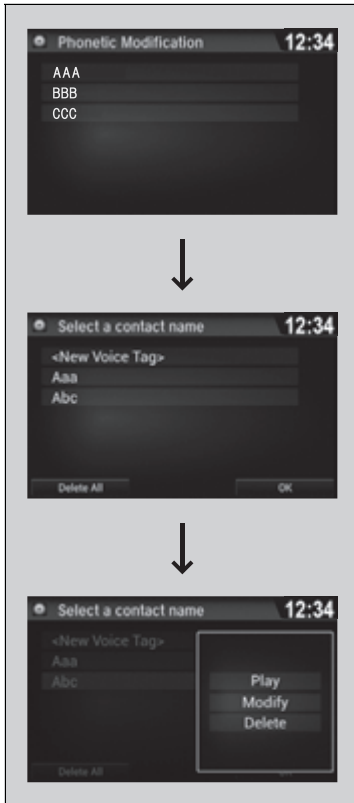 Phonetic Modification 12:34
AAA
BBB
CCC
Select a contact name 12:34
<New Voice Tag>
Aaa
Abc
Delete All OK
Select a contact name 12:34
<New Voice Tag>
Aaa
Abc
Play
Modify
Delete
Delete All